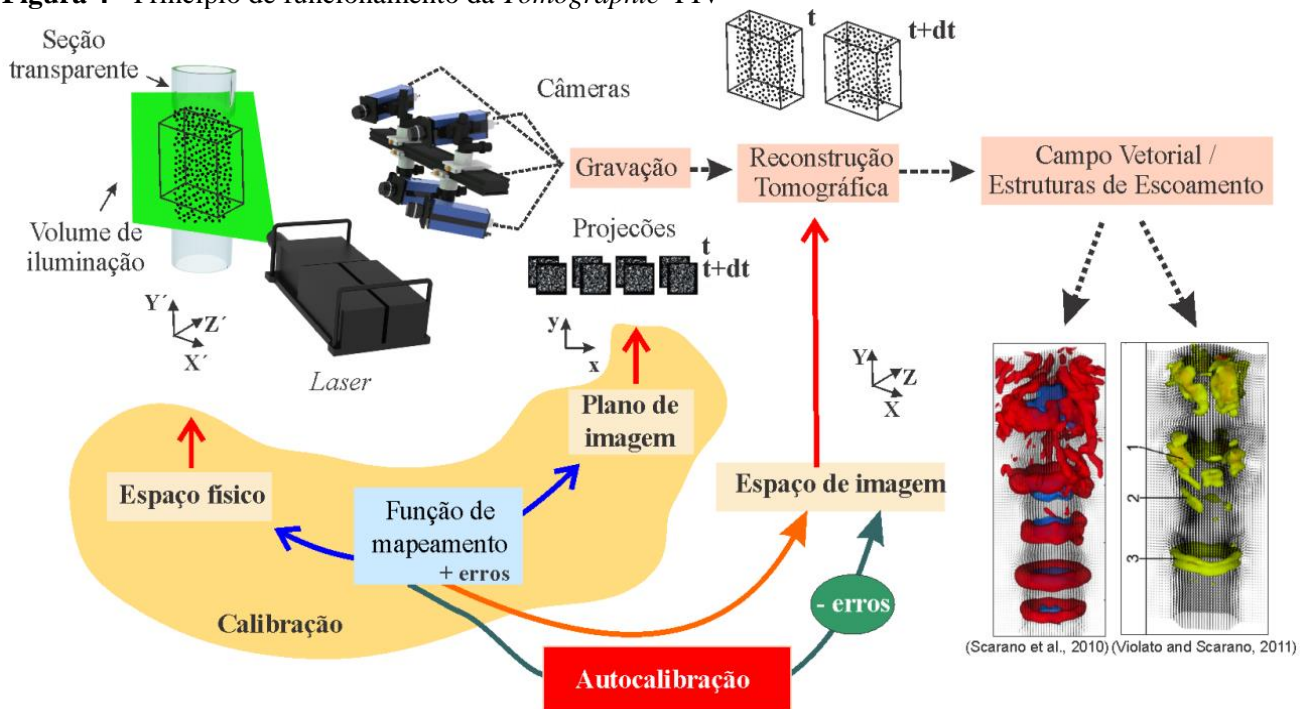 Seção
transparente
Câmeras
t
t+dt
Gravação
Reconstrução
Tomográfica
Campo Vetorial /
Estruturas de Escoamento
Volume de
iluminação
Projecões
t
t+dt
Y´
Z´
X´
Laser
y
x
Y
Z
X
Plano de
imagem
Espaço físico
Função de
mapeamento
+ erros
Espaço de imagem
Calibração
- erros
Autocalibração
1
2
3
(Scarano et al., 2010)
(Violato and Scarano, 2011)